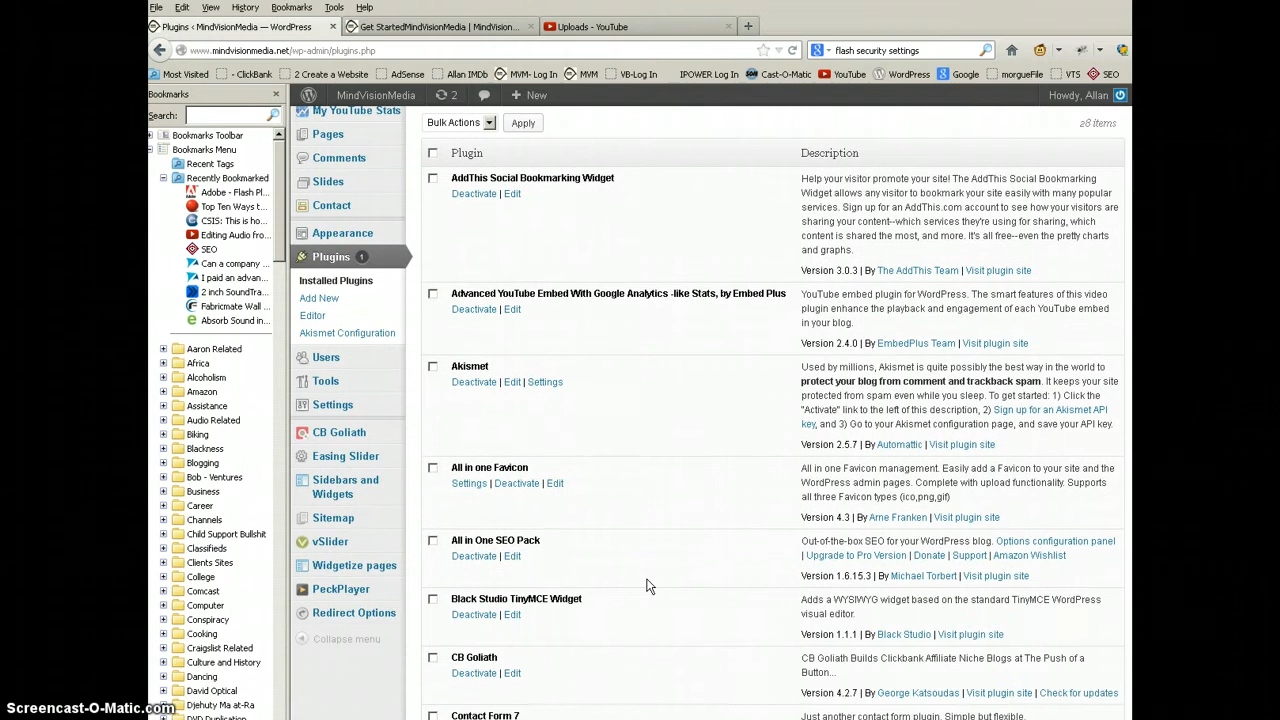 File Edit View History Bookmarks Tools Help
Plugins ‹ MindVisionMedia — WordPress × Get StartedMindVisionMedia | MindVision... × Uploads - YouTube × +
www.mindvisionmedia.net/wp-admin/plugins.php flash security settings
Most Visited - ClickBank 2 Create a Website AdSense Allan IMDb MVM- Log In MVM VB-Log In IPOWER Log In Cast-O-Matic YouTube WordPress Google morgueFile VTS SEO
Bookmarks ×
Search:
Bookmarks Toolbar
Bookmarks Menu
Recent Tags
Recently Bookmarked
Adobe - Flash Pl...
Top Ten Ways t...
CSIS: This is ho...
Editing Audio fro...
SEO
Can a company ...
I paid an advan...
2 inch SoundTra...
Fabricmate Wall ...
Absorb Sound in...
Aaron Related
Africa
Alcoholism
Amazon
Assistance
Audio Related
Biking
Blackness
Blogging
Bob - Ventures
Business
Career
Channels
Child Support Bullshit
Classifieds
Clients Sites
College
Comcast
Computer
Conspiracy
Cooking
Craigslist Related
Culture and History
Dancing
David Optical
Djehuty Ma at-Ra
DVD Duplication
MindVisionMedia 2 + New Howdy, Allan
My YouTube Stats
Pages
Comments
Slides
Contact
Appearance
Plugins 1
Installed Plugins
Add New
Editor
Akismet Configuration
Users
Tools
Settings
CB Goliath
Easing Slider
Sidebars and
Widgets
Sitemap
vSlider
Widgetize pages
PeckPlayer
Redirect Options
Collapse menu
Bulk Actions Apply 28 items
Plugin Description
AddThis Social Bookmarking Widget
Deactivate | Edit
Help your visitor promote your site! The AddThis Social Bookmarking
Widget allows any visitor to bookmark your site easily with many popular
services. Sign up for an AddThis.com account to see how your visitors are
sharing your content--which services they're using for sharing, which
content is shared the most, and more. It's all free--even the pretty charts
and graphs.
Version 3.0.3 | By The AddThis Team | Visit plugin site
Advanced YouTube Embed With Google Analytics -like Stats, by Embed Plus
Deactivate | Edit
YouTube embed plugin for WordPress. The smart features of this video
plugin enhance the playback and engagement of each YouTube embed
in your blog.
Version 2.4.0 | By EmbedPlus Team | Visit plugin site
Akismet
Deactivate | Edit | Settings
Used by millions, Akismet is quite possibly the best way in the world to
protect your blog from comment and trackback spam. It keeps your site
protected from spam even while you sleep. To get started: 1) Click the
"Activate" link to the left of this description, 2) Sign up for an Akismet API
key, and 3) Go to your Akismet configuration page, and save your API key.
Version 2.5.7 | By Automattic | Visit plugin site
All in one Favicon
Settings | Deactivate | Edit
All in one Favicon management. Easily add a Favicon to your site and the
WordPress admin pages. Complete with upload functionality. Supports
all three Favicon types (ico,png,gif)
Version 4.3 | By Arne Franken | Visit plugin site
All in One SEO Pack
Deactivate | Edit
Out-of-the-box SEO for your WordPress blog. Options configuration panel
| Upgrade to Pro Version | Donate | Support | Amazon Wishlist
Version 1.6.15.3 | By Michael Torbert | Visit plugin site
Black Studio TinyMCE Widget
Deactivate | Edit
Adds a WYSIWYG widget based on the standard TinyMCE WordPress
visual editor.
Version 1.1.1 | By Black Studio | Visit plugin site
CB Goliath
Deactivate | Edit
CB Goliath Builds Clickbank Affiliate Niche Blogs at The Push of a
Button...
Version 4.2.7 | By George Katsoudas | Visit plugin site | Check for updates
Contact Form 7
Just another contact form plugin. Simple but flexible.
Screencast-O-Matic.com